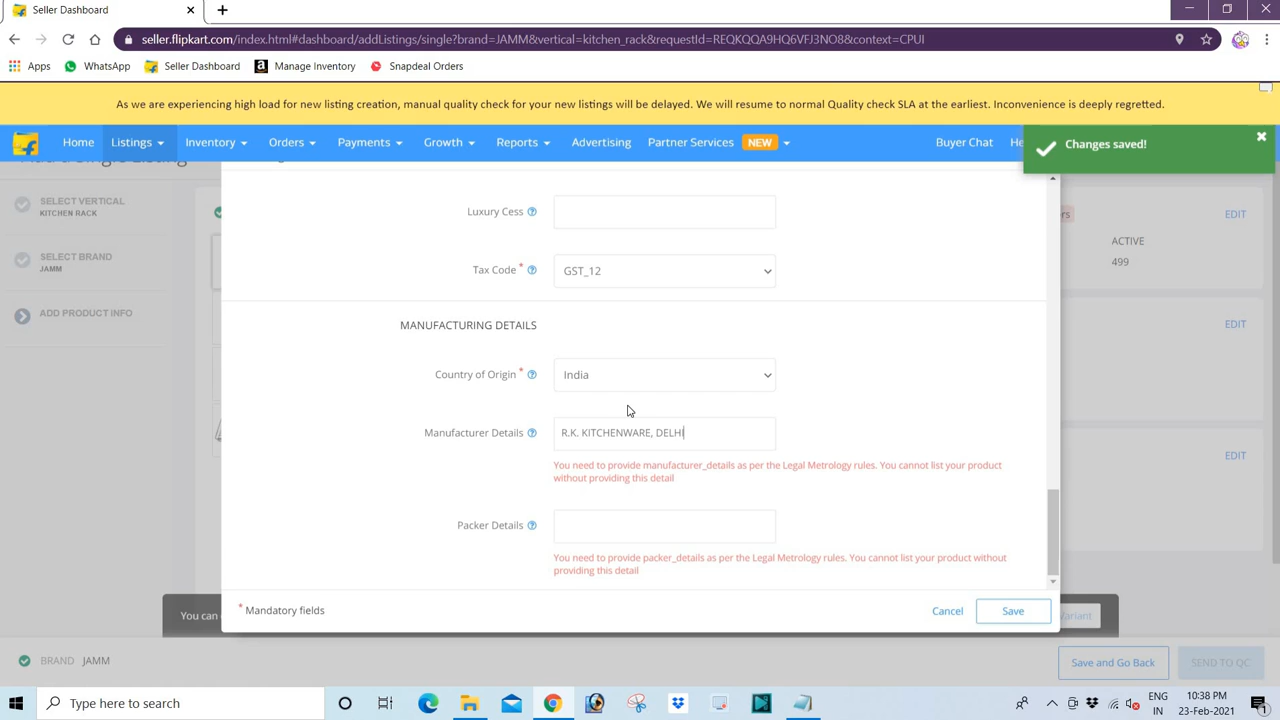 Seller Dashboard
seller.flipkart.com/index.html#dashboard/addListings/single?brand=JAMM&vertical=kitchen_rack&requestId=REQKQQA9HQ6VFJ3NO8&context=CPUI
Apps WhatsApp Seller Dashboard Manage Inventory Snapdeal Orders
As we are experiencing high load for new listing creation, manual quality check for your new listings will be delayed. We will resume to normal Quality check SLA at the earliest. Inconvenience is deeply regretted.
Home Listings Inventory Orders Payments Growth Reports Advertising Partner Services NEW Buyer Chat
Changes saved!
SELECT VERTICAL
KITCHEN RACK
SELECT BRAND
JAMM
ADD PRODUCT INFO
Luxury Cess
Tax Code * GST_12
MANUFACTURING DETAILS
Country of Origin * India
Manufacturer Details R.K. KITCHENWARE, DELHI
You need to provide manufacturer_details as per the Legal Metrology rules. You cannot list your product
without providing this detail
Packer Details
You need to provide packer_details as per the Legal Metrology rules. You cannot list your product without
providing this detail
* Mandatory fields Cancel Save
EDIT
ACTIVE
499
EDIT
EDIT
You can
Variant
BRAND JAMM Save and Go Back SEND TO QC
Type here to search
ENG
IN
10:38 PM
23-Feb-2021